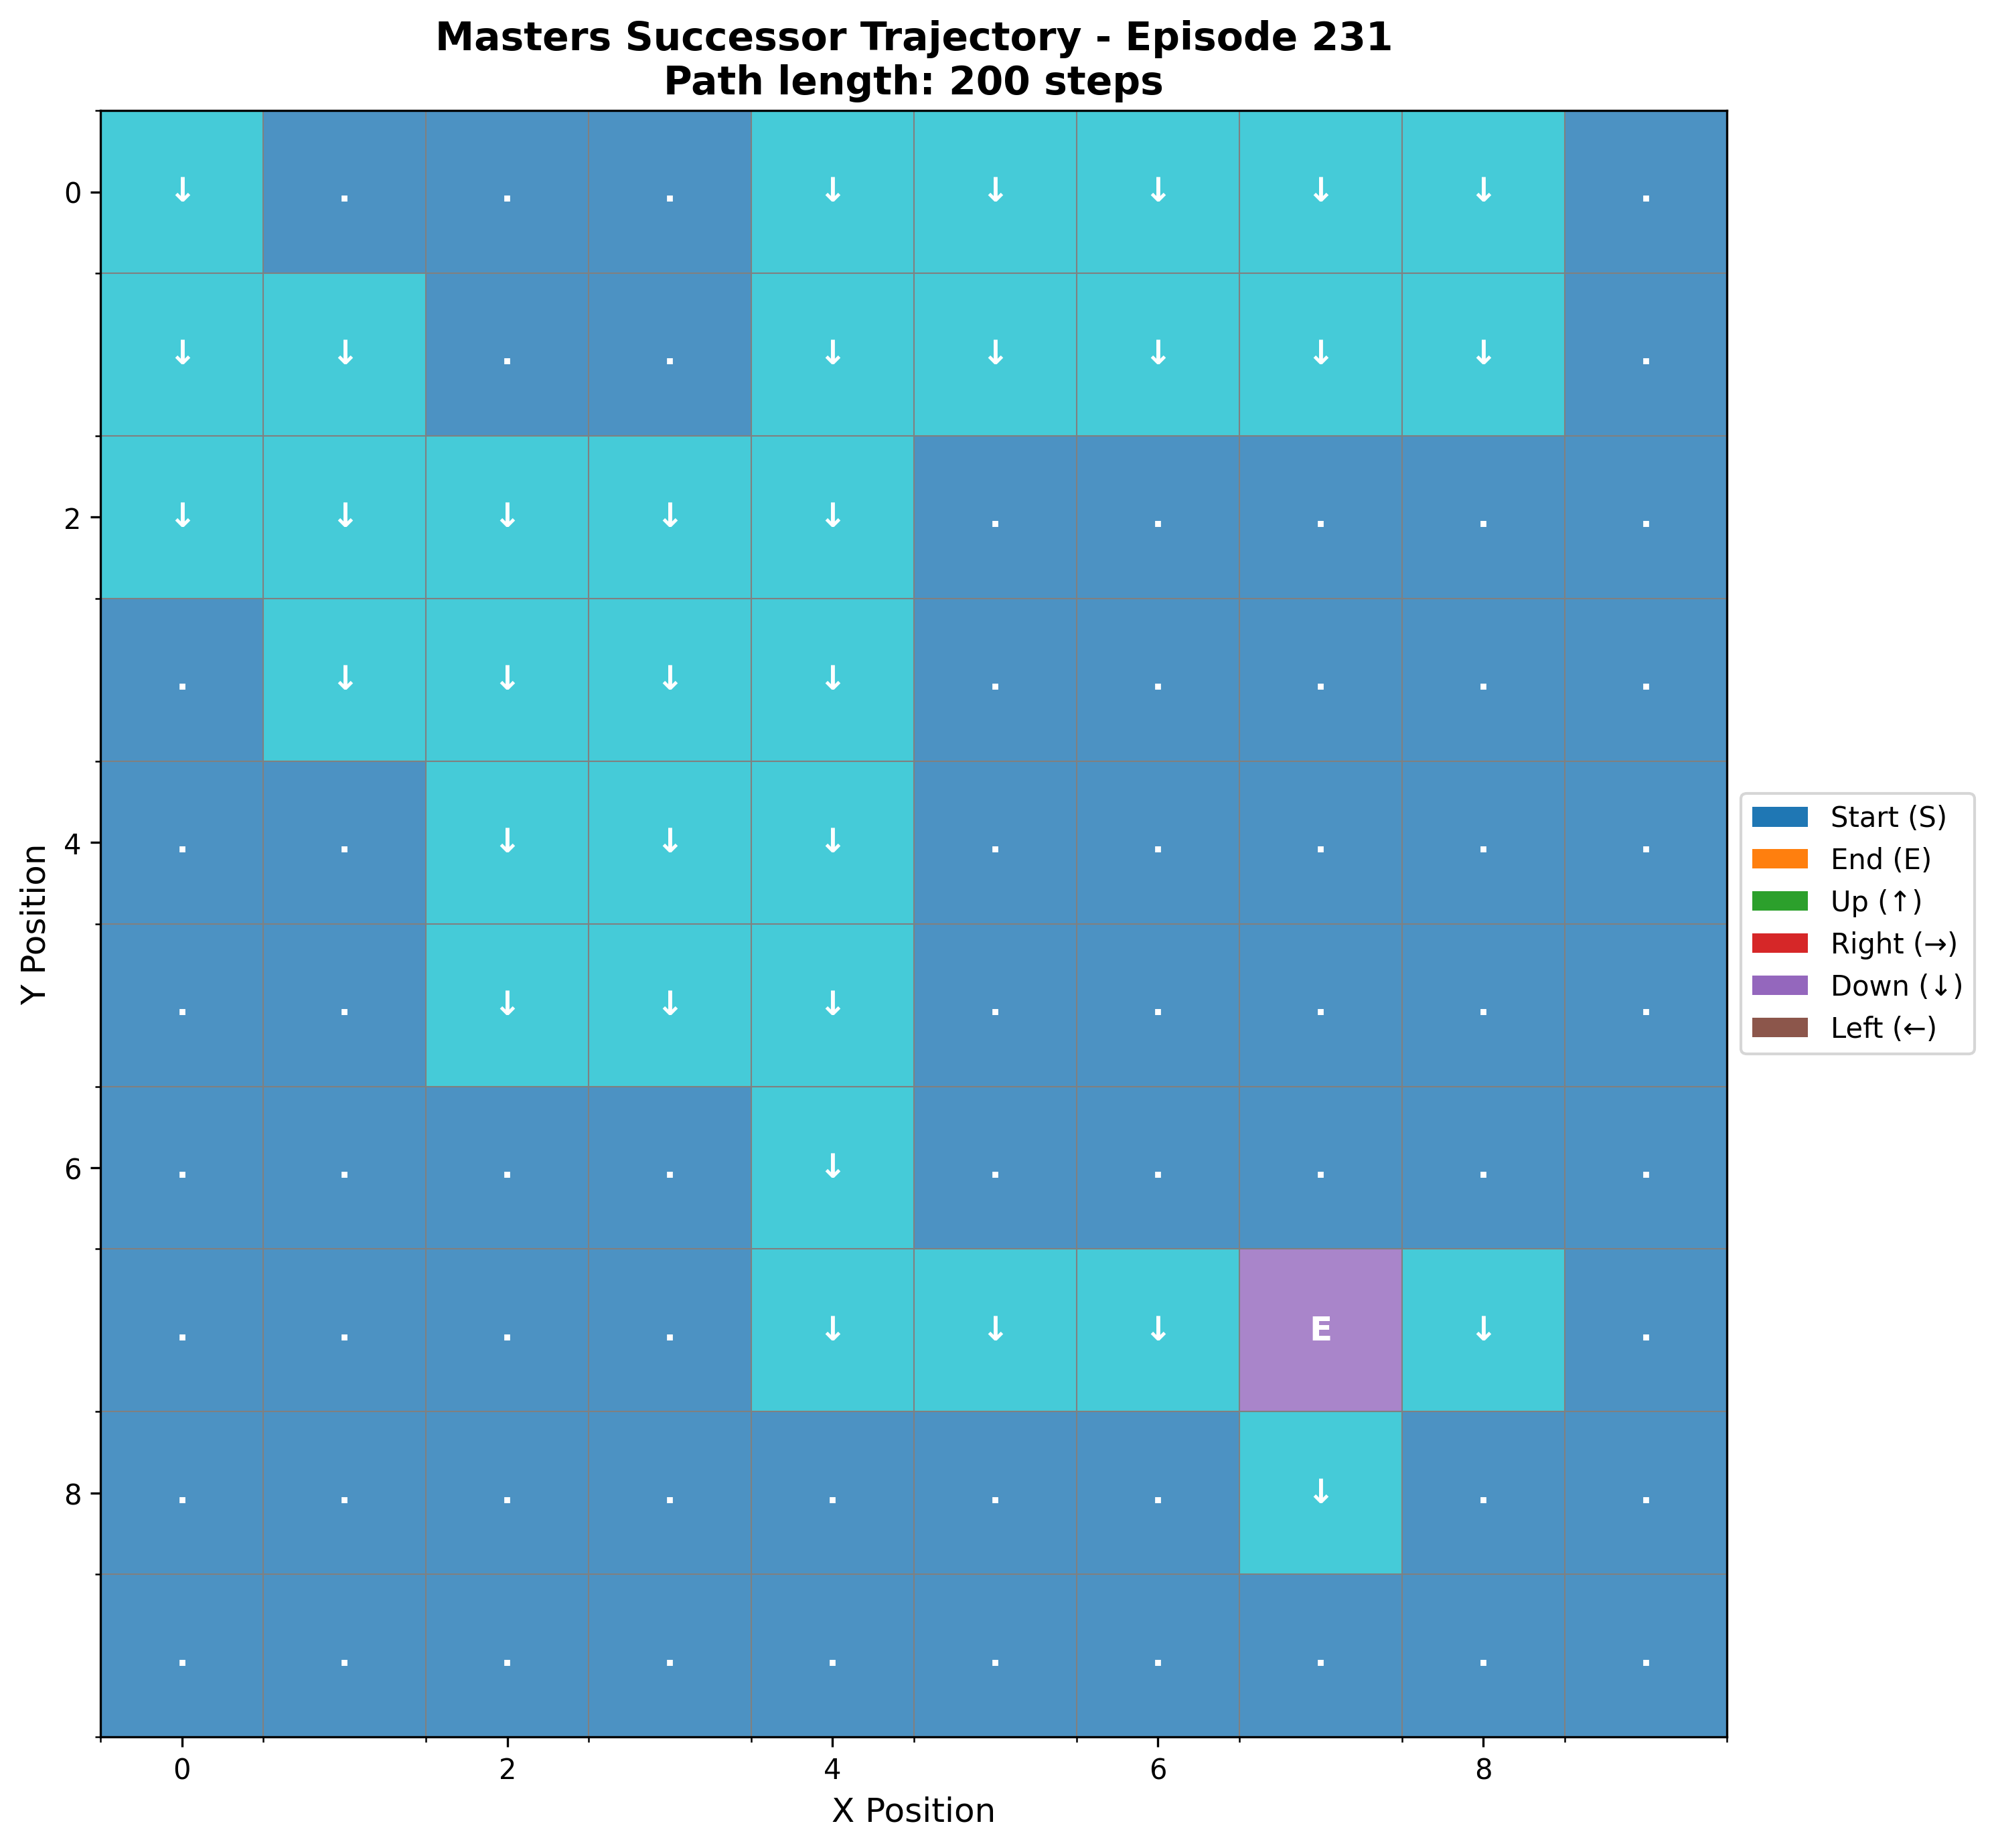 Masters Successor Trajectory - Episode 231
Path length: 200 steps
0 ↓ . . . ↓ ↓ ↓ ↓ ↓ .
↓ ↓ . . ↓ ↓ ↓ ↓ ↓ .
2 ↓ ↓ ↓ ↓ ↓ . . . . .
. ↓ ↓ ↓ ↓ . . . . .
4 . . ↓ ↓ ↓ . . . . .
. . ↓ ↓ ↓ . . . . .
6 . . . . ↓ . . . . .
. . . . ↓ ↓ ↓ E ↓ .
8 . . . . . . . ↓ . .
. . . . . . . . . .
0 2 4 6 8
X Position
Y Position
Start (S)
End (E)
Up (↑)
Right (→)
Down (↓)
Left (←)